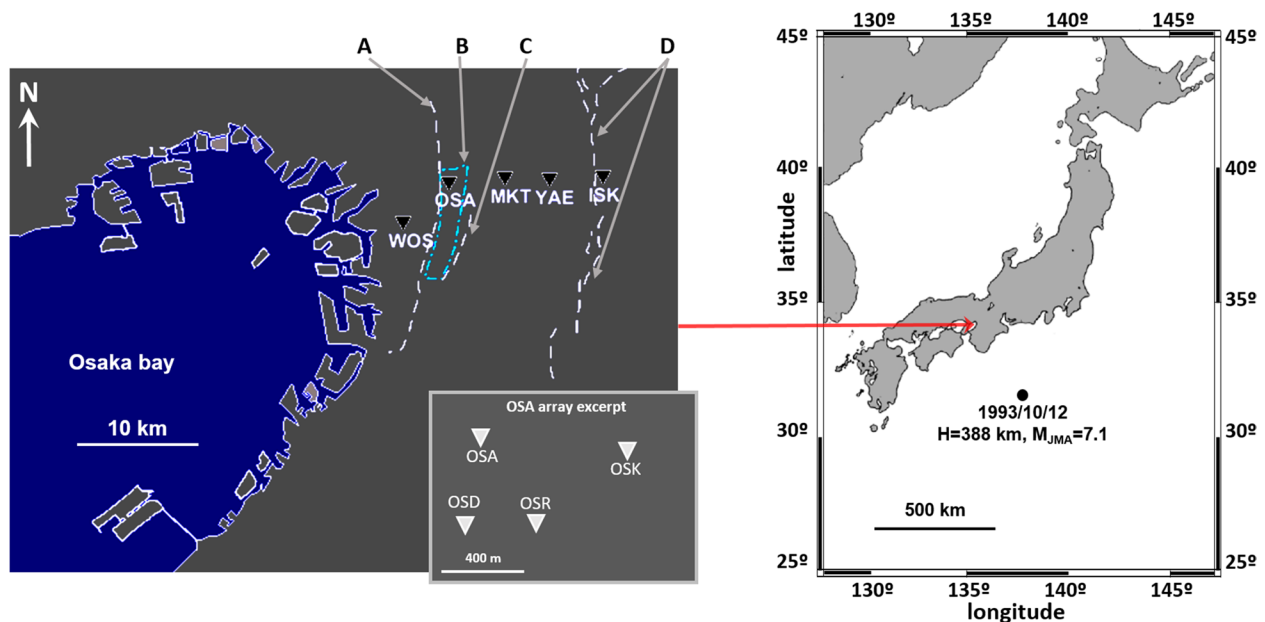 A
B
C
D
N
OSA
MKT
YAE
ISK
WOS
Osaka bay
10 km
OSA array excerpt
OSA
OSK
OSD
OSR
400 m
130º
135º
140º
145º
45º
45º
40º
40º
latitude
35º
35º
1993/10/12
H=388 km, MJMA=7.1
30º
30º
500 km
25º
25º
130º
135º
140º
145º
longitude